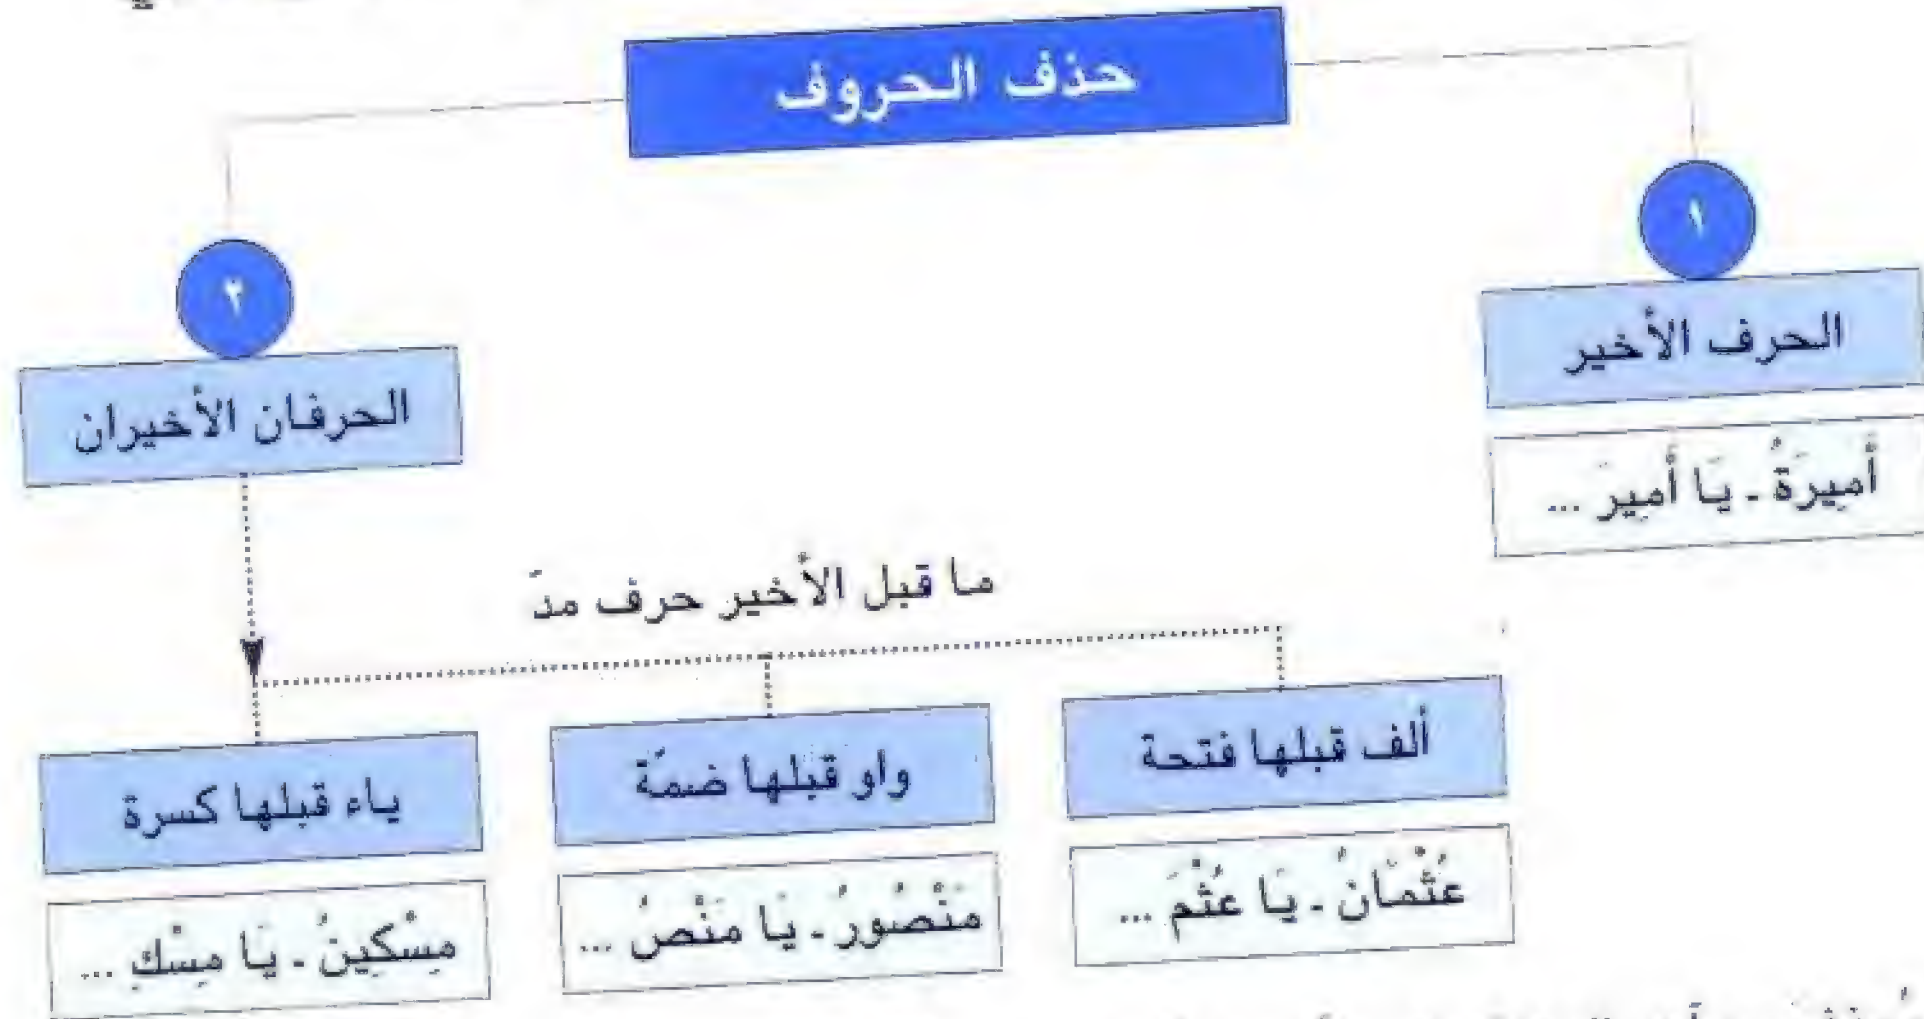 حذف الحروف
١
الحرف الأخير
أَمِيرَةُ - يَا أَمِيرَ ...
٢
الحرفان الأخيران
ما قبل الأخير حرف مدّ
ألف قبلها فتحة
عُثْمَانُ - يَا عُثْمَ ...
واو قبلها ضمّة
مَنْصُورُ - يَا مَنْصُ ...
ياء قبلها كسرة
مِسْكِينُ - يَا مِسْكِ ...